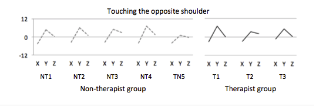 Touching the opposite shoulder
12
0
-12
X Y Z X Y Z X Y Z X Y Z X Y Z X Y Z X Y Z X Y Z
NT1 NT2 NT3 NT4 TN5 T1 T2 T3
Non-therapist group Therapist group